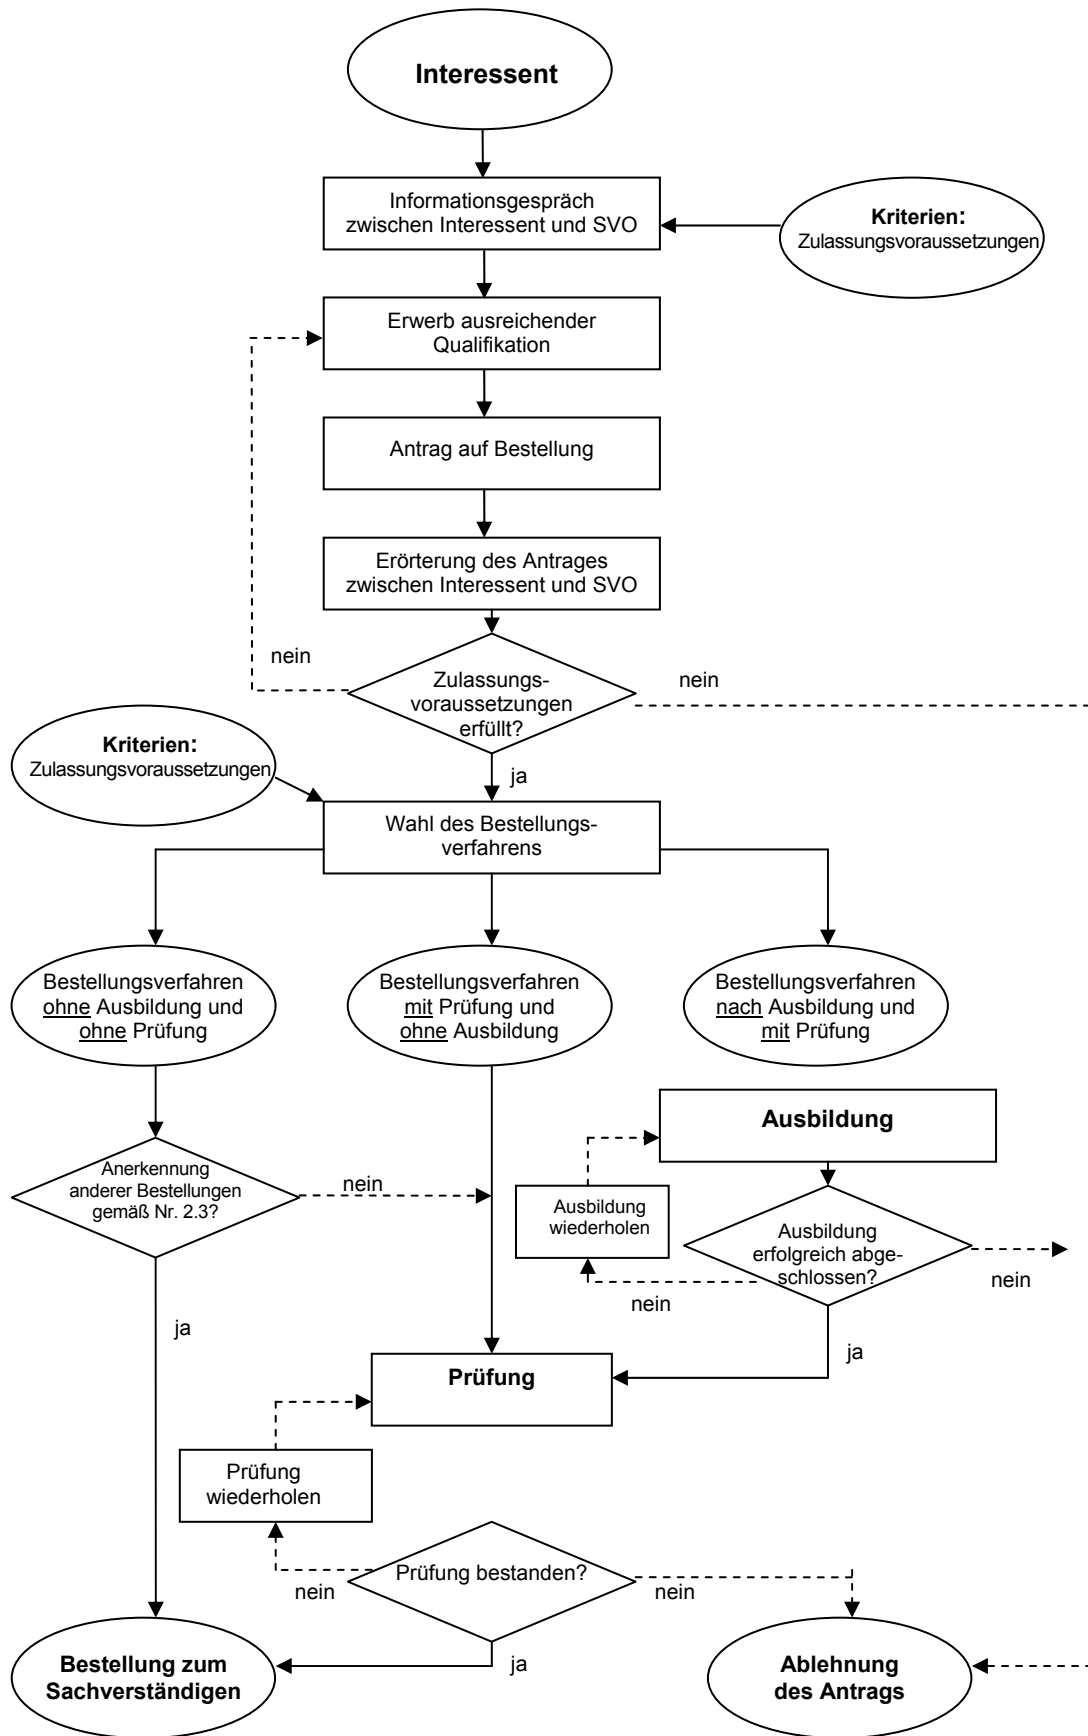 Interessent
Informationsgespräch
zwischen Interessent und SVO
Kriterien:
Zulassungsvoraussetzungen
Erwerb ausreichender
Qualifikation
Antrag auf Bestellung
Erörterung des Antrages
zwischen Interessent und SVO
nein
Zulassungs-
voraussetzungen
erfüllt?
nein
ja
Kriterien:
Zulassungsvoraussetzungen
Wahl des Bestellungs-
verfahrens
Bestellungsverfahren
ohne Ausbildung und
ohne Prüfung
Bestellungsverfahren
mit Prüfung und
ohne Ausbildung
Bestellungsverfahren
nach Ausbildung und
mit Prüfung
Ausbildung
Anerkennung
anderer Bestellungen
gemäß Nr. 2.3?
nein
Ausbildung
wiederholen
Ausbildung
erfolgreich abge-
schlossen?
nein
nein
ja
ja
Prüfung
Prüfung
wiederholen
Prüfung bestanden?
nein
nein
ja
Bestellung zum
Sachverständigen
Ablehnung
des Antrags